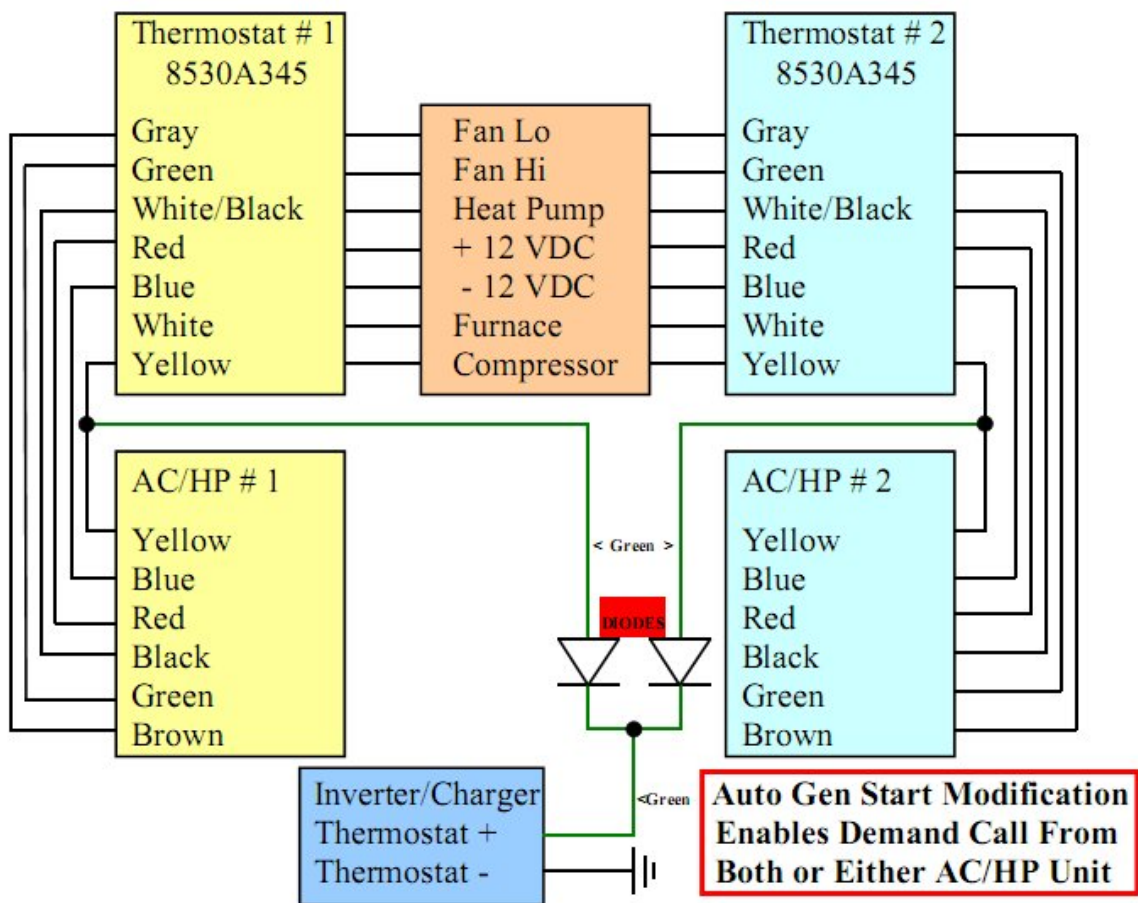 Thermostat # 1
8530A345
Gray
Green
White/Black
Red
Blue
White
Yellow
Fan Lo
Fan Hi
Heat Pump
+ 12 VDC
- 12 VDC
Furnace
Compressor
Thermostat # 2
8530A345
Gray
Green
White/Black
Red
Blue
White
Yellow
AC/HP # 1
Yellow
Blue
Red
Black
Green
Brown
< Green >
DIODES
AC/HP # 2
Yellow
Blue
Red
Black
Green
Brown
Inverter/Charger
Thermostat +
Thermostat -
<Green
Auto Gen Start Modification
Enables Demand Call From
Both or Either AC/HP Unit